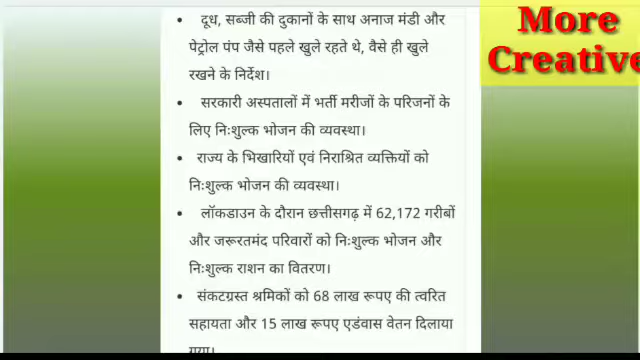 More
Creative
• दूध, सब्जी की दुकानों के साथ अनाज मंडी और
पेट्रोल पंप जैसे पहले खुले रहते थे, वैसे ही खुले
रखने के निर्देश।
• सरकारी अस्पतालों में भर्ती मरीजों के परिजनों के
लिए निःशुल्क भोजन की व्यवस्था।
• राज्य के भिखारियों एवं निराश्रित व्यक्तियों को
निःशुल्क भोजन की व्यवस्था।
• लॉकडाउन के दौरान छत्तीसगढ़ में 62,172 गरीबों
और जरूरतमंद परिवारों को निःशुल्क भोजन और
निःशुल्क राशन का वितरण।
• संकटग्रस्त श्रमिकों को 68 लाख रूपए की त्वरित
सहायता और 15 लाख रूपए एडंवास वेतन दिलाया
गया।